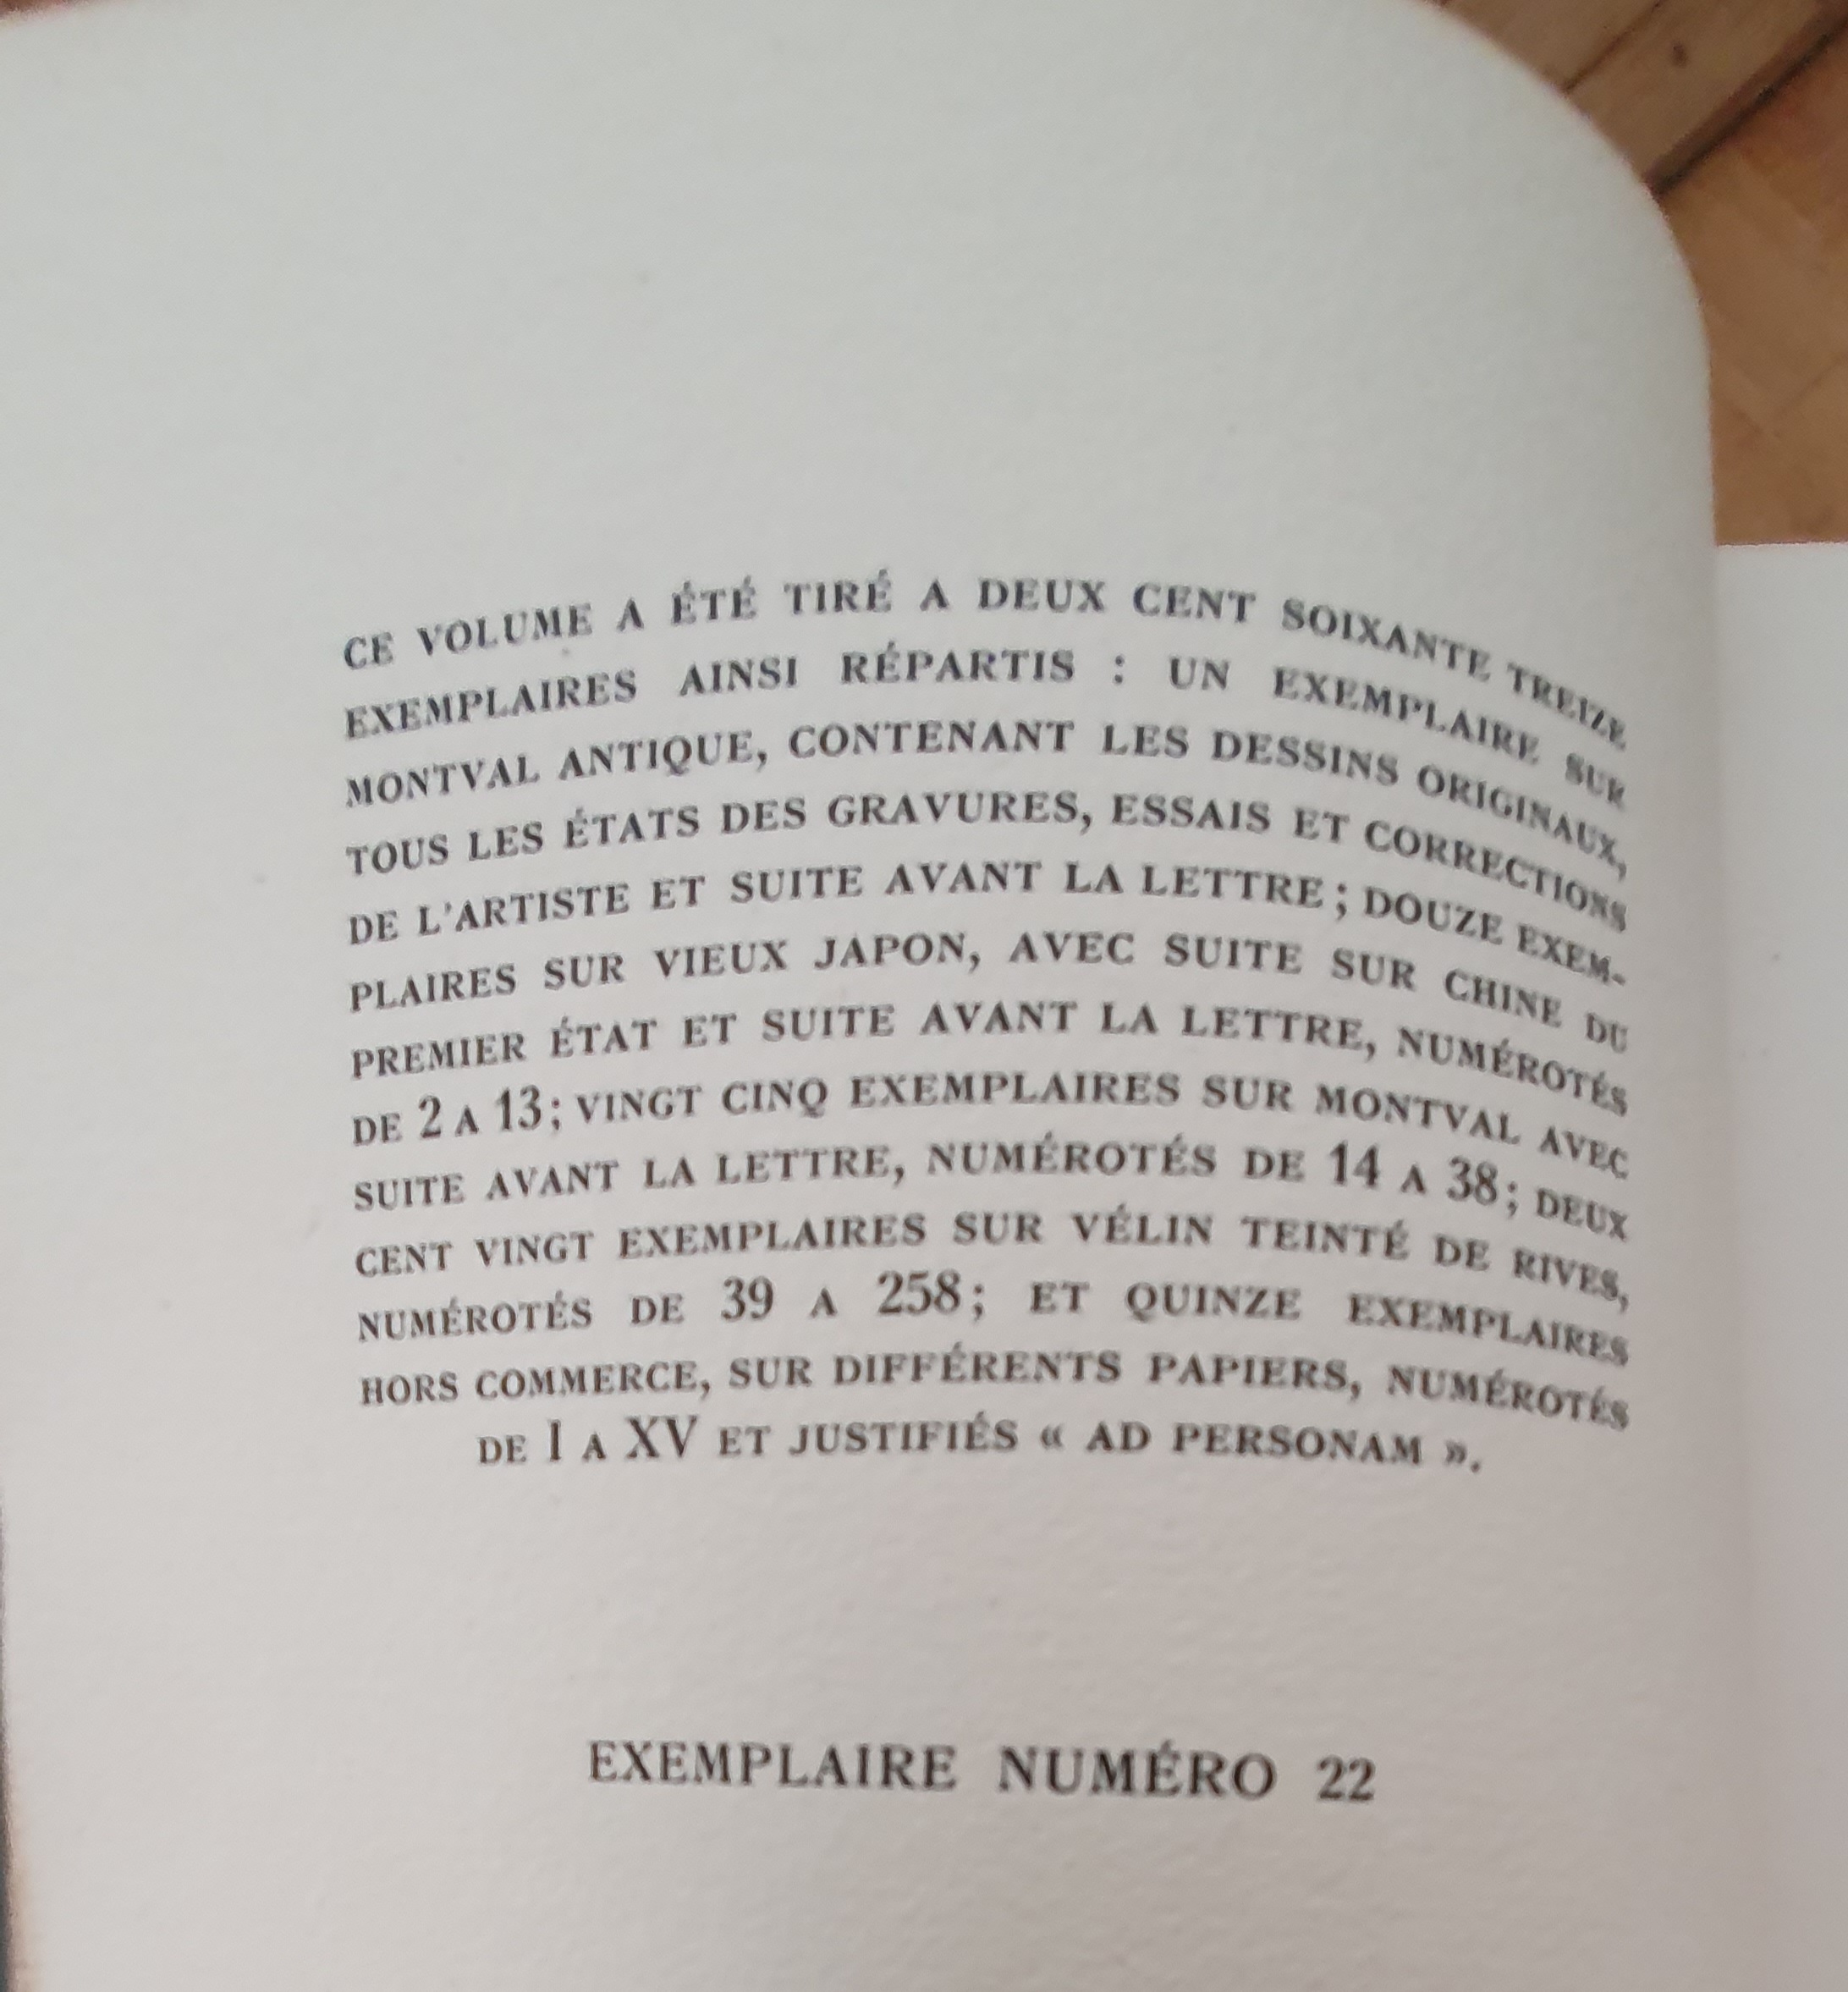 CE VOLUME A ÉTÉ TIRÉ A DEUX CENT SOIXANTE TREIZE
EXEMPLAIRES AINSI RÉPARTIS : UN EXEMPLAIRE SUR
MONTVAL ANTIQUE, CONTENANT LES DESSINS ORIGINAUX,
TOUS LES ÉTATS DES GRAVURES, ESSAIS ET CORRECTIONS
DE L'ARTISTE ET SUITE AVANT LA LETTRE ; DOUZE EXEM-
PLAIRES SUR VIEUX JAPON, AVEC SUITE SUR CHINE DU
PREMIER ÉTAT ET SUITE AVANT LA LETTRE, NUMÉROTÉS
DE 2 A 13 ; VINGT CINQ EXEMPLAIRES SUR MONTVAL AVEC
SUITE AVANT LA LETTRE, NUMÉROTÉS DE 14 A 38 ; DEUX
CENT VINGT EXEMPLAIRES SUR VÉLIN TEINTÉ DE RIVES,
NUMÉROTÉS DE 39 A 258 ; ET QUINZE EXEMPLAIRES
HORS COMMERCE, SUR DIFFÉRENTS PAPIERS, NUMÉROTÉS
DE I A XV ET JUSTIFIÉS « AD PERSONAM ».
EXEMPLAIRE NUMÉRO 22